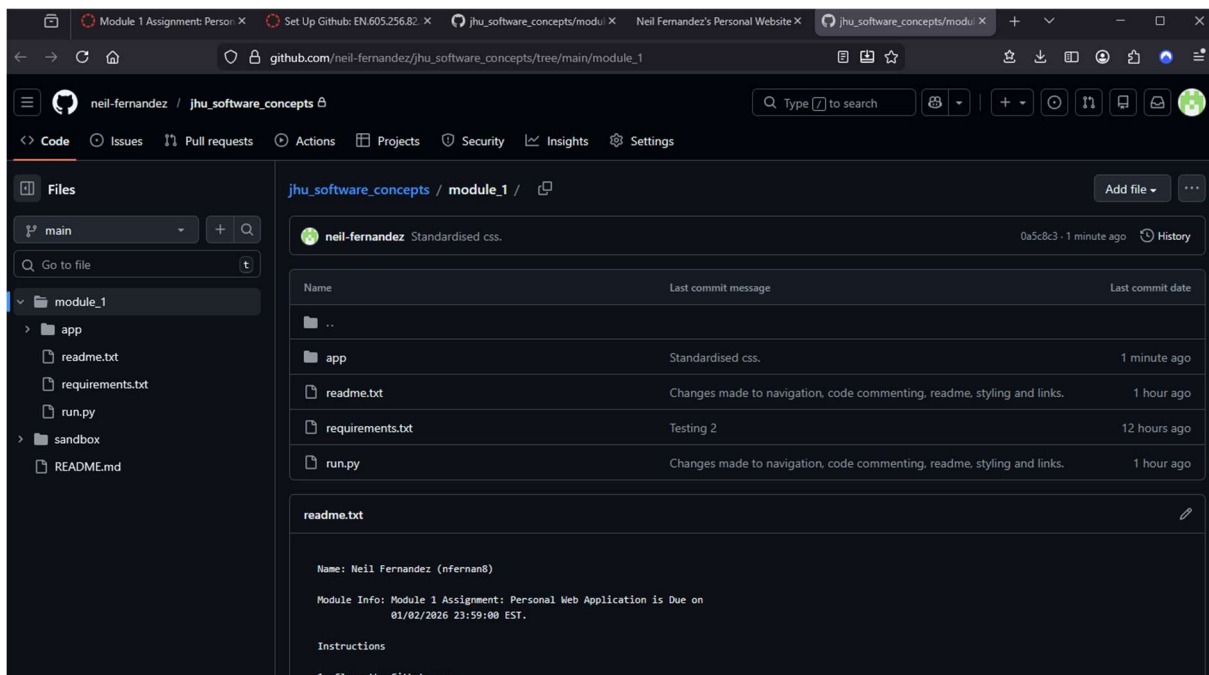 Module 1 Assignment: Person
Set Up Github: EN.605.256.82.
jhu_software_concepts/modul
Neil Fernandez's Personal Website
jhu_software_concepts/modul
github.com/neil-fernandez/jhu_software_concepts/tree/main/module_1
neil-fernandez / jhu_software_concepts
Type / to search
Code Issues Pull requests Actions Projects Security Insights Settings
Files
jhu_software_concepts / module_1 /
Add file
main
neil-fernandez Standardised css.
0a5c8c3 · 1 minute ago History
Go to file t
Name Last commit message Last commit date
module_1
..
app
app Standardised css. 1 minute ago
readme.txt
readme.txt Changes made to navigation, code commenting, readme, styling and links. 1 hour ago
requirements.txt
requirements.txt Testing 2 12 hours ago
run.py
run.py Changes made to navigation, code commenting, readme, styling and links. 1 hour ago
sandbox
README.md
readme.txt
Name: Neil Fernandez (nfernan8)
Module Info: Module 1 Assignment: Personal Web Application is Due on
01/02/2026 23:59:00 EST.
Instructions